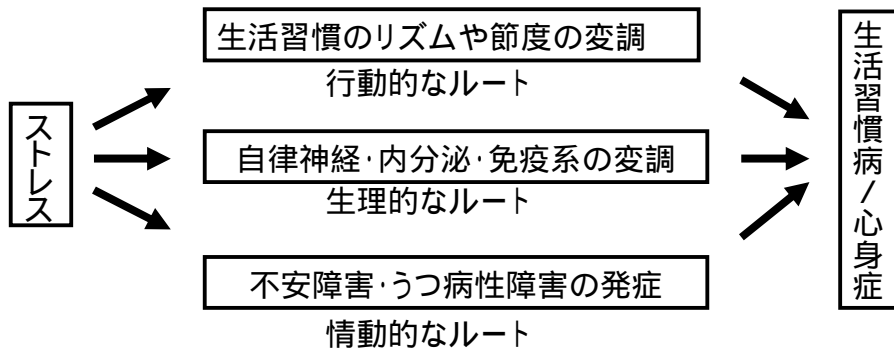 ストレス
生活習慣のリズムや節度の変調
行動的なルート
自律神経・内分泌・免疫系の変調
生理的なルート
不安障害・うつ病性障害の発症
情動的なルート
生活習慣病/心身症